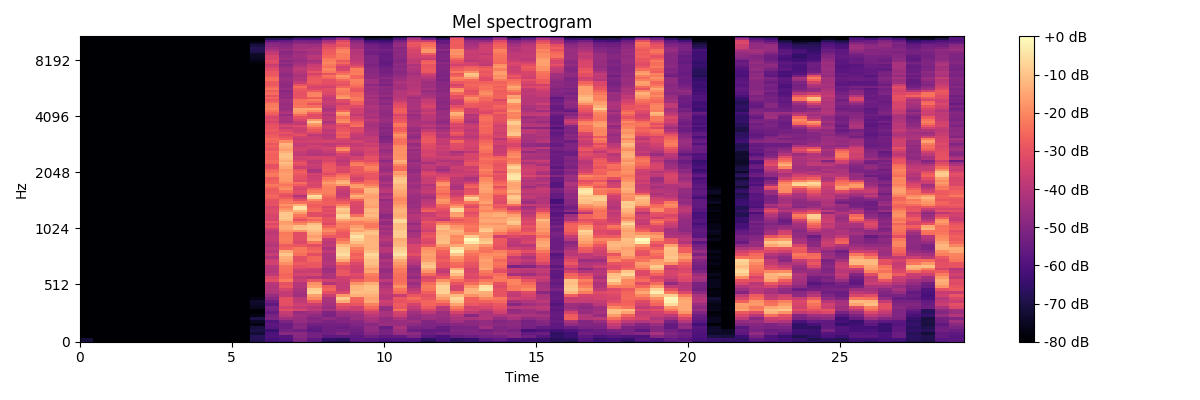 Mel spectrogram
8192
4096
2048
1024
512
0
Hz
0 5 10 15 20 25
Time
+0 dB
-10 dB
-20 dB
-30 dB
-40 dB
-50 dB
-60 dB
-70 dB
-80 dB